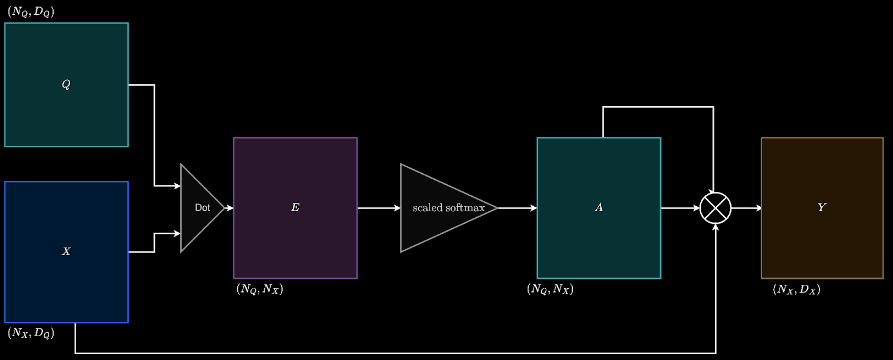 (N_Q, D_Q)
Q
X
(N_X, D_Q)
Dot
E
(N_Q, N_X)
scaled softmax
A
(N_Q, N_X)
Y
(N_X, D_X)